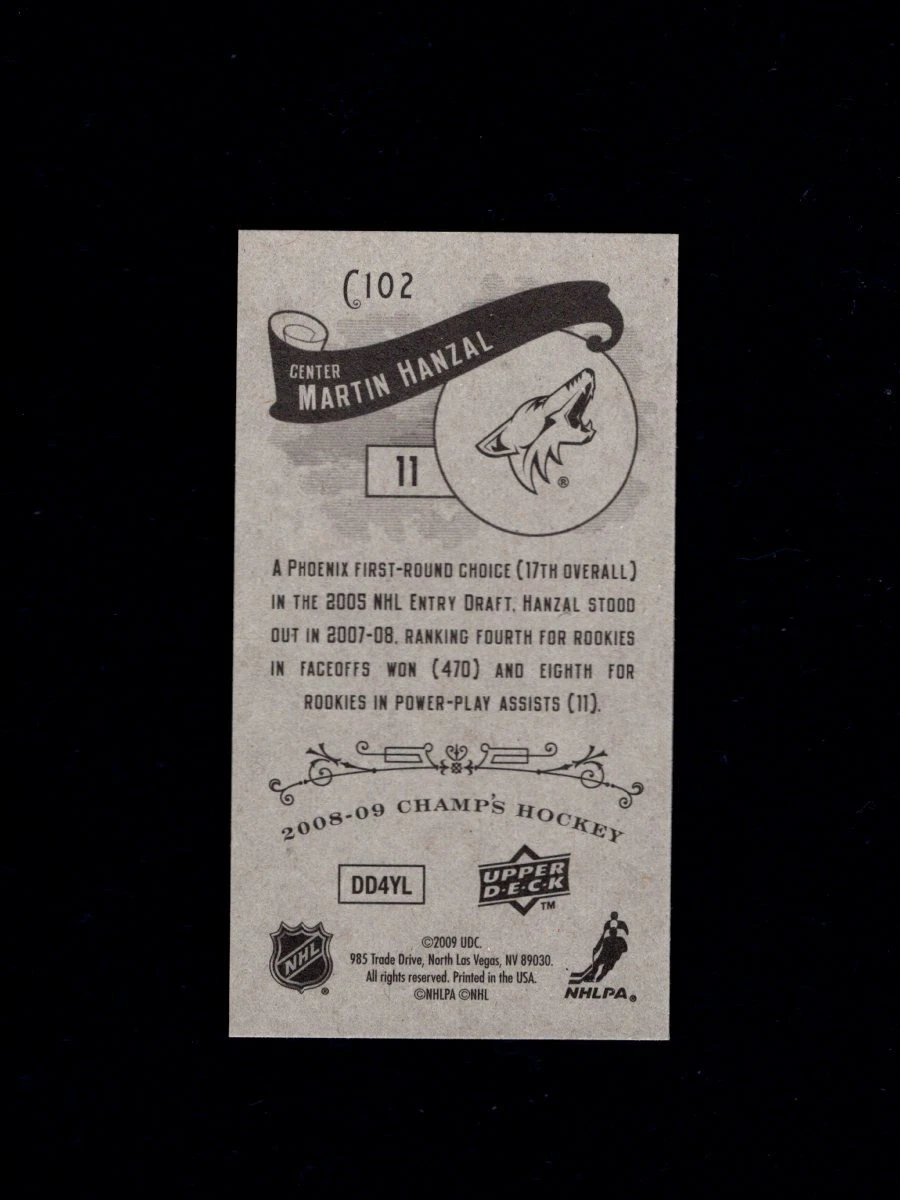 C102
CENTER
MARTIN HANZAL
11
®
A PHOENIX FIRST-ROUND CHOICE (17TH OVERALL)
IN THE 2005 NHL ENTRY DRAFT, HANZAL STOOD
OUT IN 2007-08, RANKING FOURTH FOR ROOKIES
IN FACEOFFS WON (470) AND EIGHTH FOR
ROOKIES IN POWER-PLAY ASSISTS (11).
2008-09 CHAMP'S HOCKEY
DD4YL
UPPER
D·E·C·K
TM
NHL
®
©2009 UDC.
985 Trade Drive, North Las Vegas, NV 89030.
All rights reserved. Printed in the USA.
©NHLPA ©NHL
NHLPA®